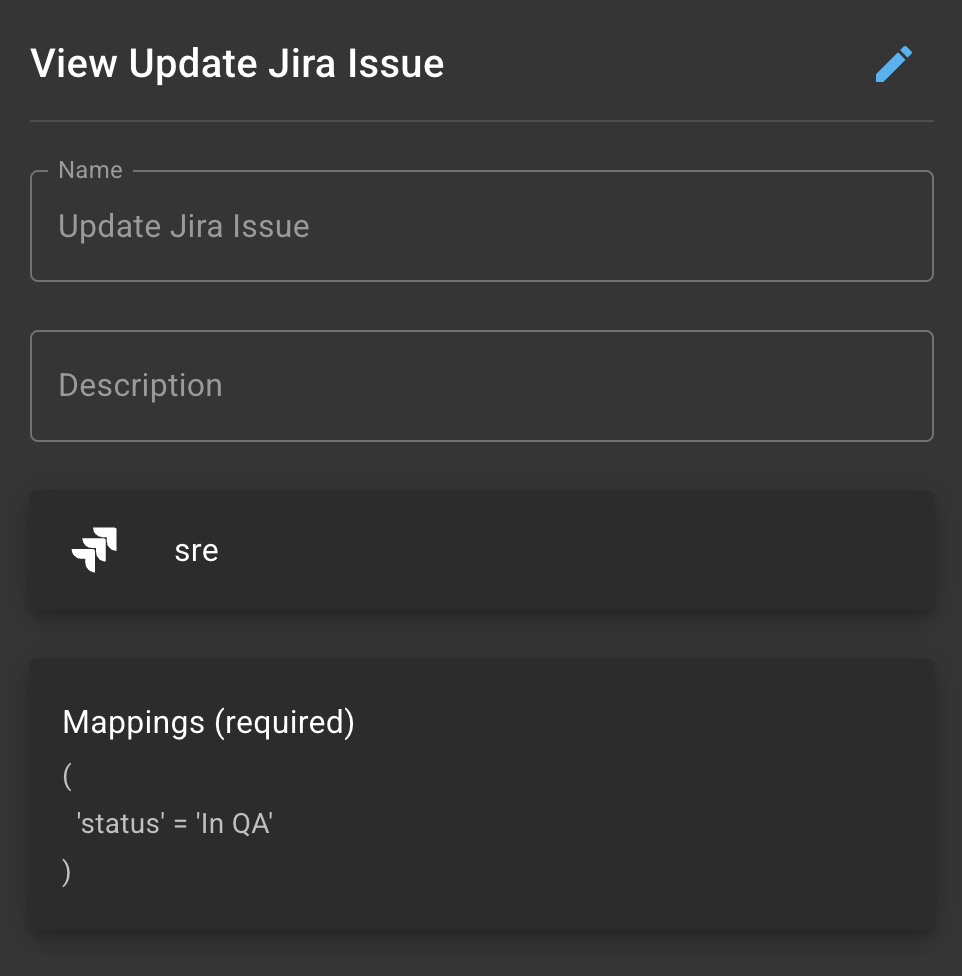 View Update Jira Issue
Name
Update Jira Issue
Description
sre
Mappings (required)
(
'status' = 'In QA'
)